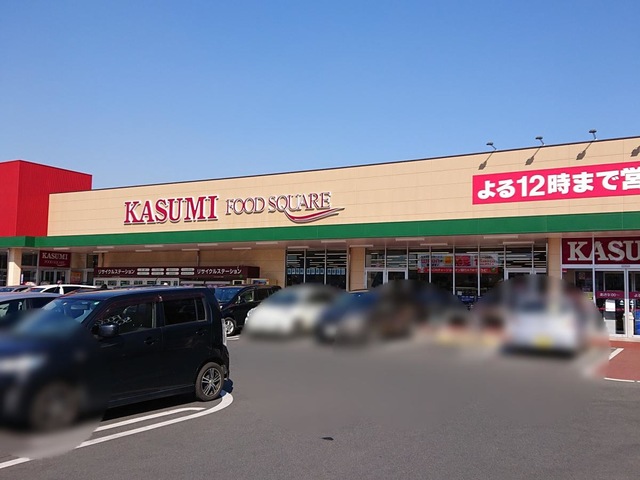 KASUMI FOOD SQUARE
よる12時まで営
KASUMI
リサイクルステーション リサイクルステーション
KASU